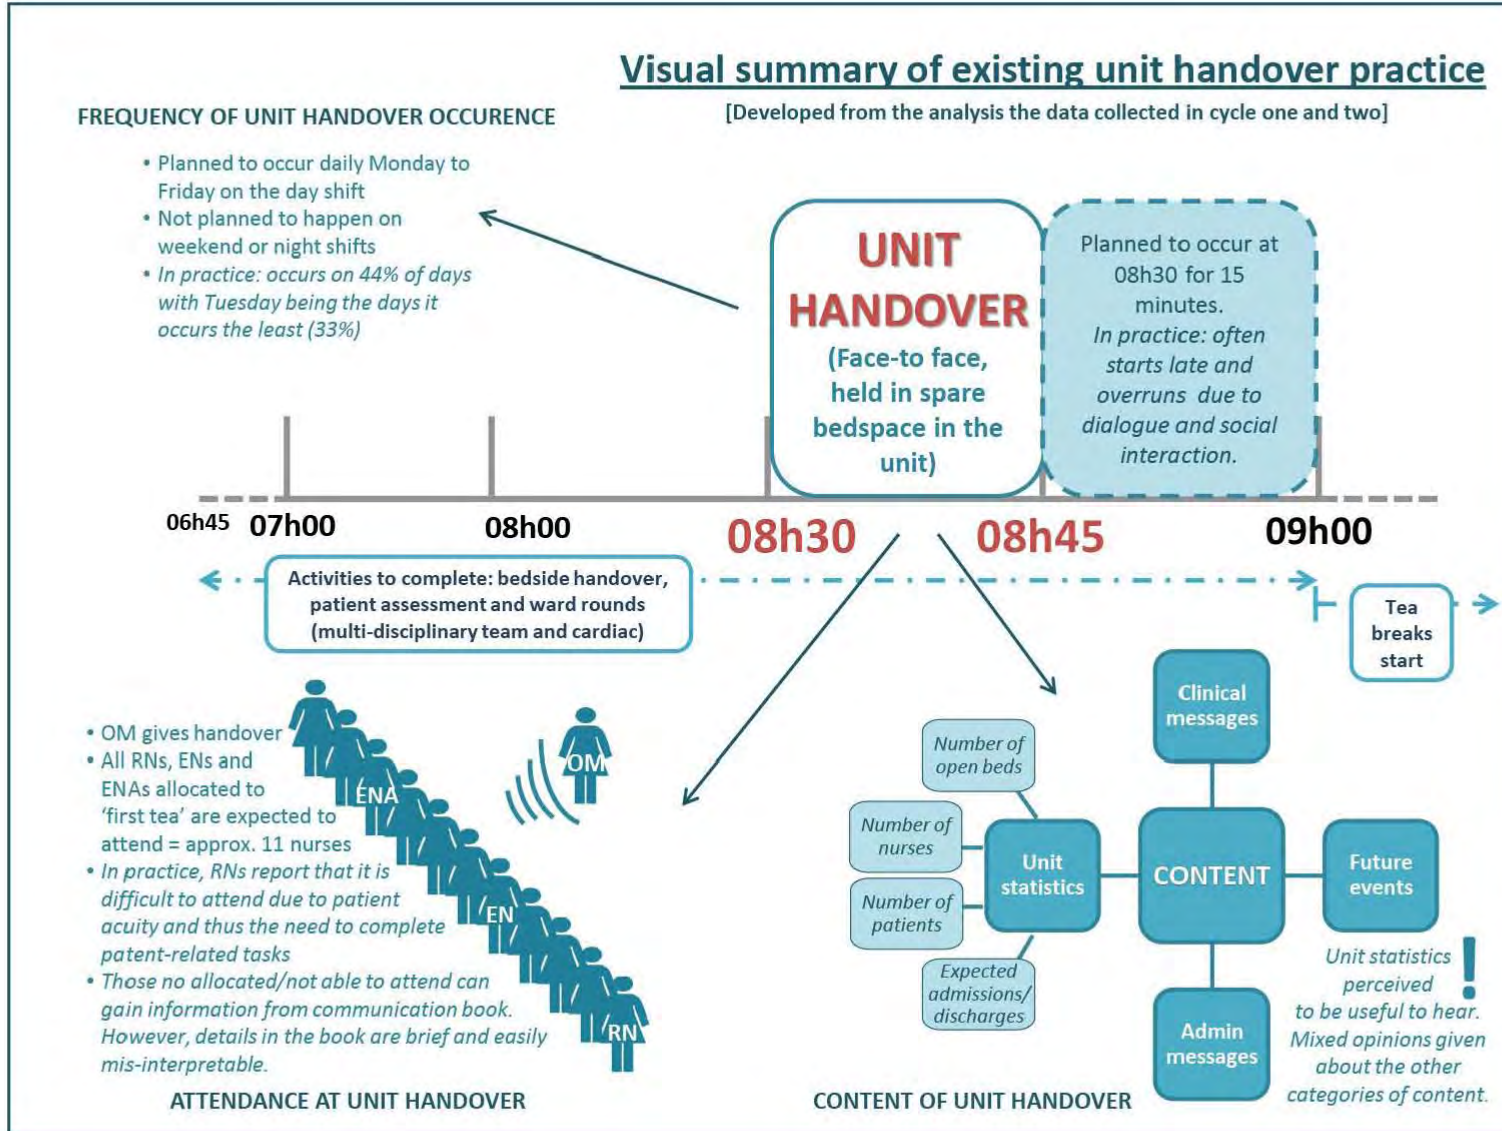 Visual summary of existing unit handover practice
[Developed from the analysis the data collected in cycle one and two]
FREQUENCY OF UNIT HANDOVER OCCURENCE
• Planned to occur daily Monday to
Friday on the day shift
• Not planned to happen on
weekend or night shifts
• In practice: occurs on 44% of days
with Tuesday being the days it
occurs the least (33%)
UNIT
HANDOVER
(Face-to face,
held in spare
bedspace in the
unit)
Planned to occur at
08h30 for 15
minutes.
In practice: often
starts late and
overruns due to
dialogue and social
interaction.
06h45
07h00
08h00
08h30
08h45
09h00
Activities to complete: bedside handover,
patient assessment and ward rounds
(multi-disciplinary team and cardiac)
Tea
breaks
start
• OM gives handover
• All RNs, ENs and
ENAs allocated to
‘first tea’ are expected to
attend = approx. 11 nurses
• In practice, RNs report that it is
difficult to attend due to patient
acuity and thus the need to complete
patent-related tasks
• Those no allocated/not able to attend can
gain information from communication book.
However, details in the book are brief and easily
mis-interpretable.
ENA
EN
RN
OM
ATTENDANCE AT UNIT HANDOVER
Clinical
messages
Number of
open beds
Number of
nurses
Number of
patients
Expected
admissions/
discharges
Unit
statistics
CONTENT
Future
events
Admin
messages
Unit statistics
perceived
to be useful to hear.
Mixed opinions given
about the other
categories of content.
!
CONTENT OF UNIT HANDOVER